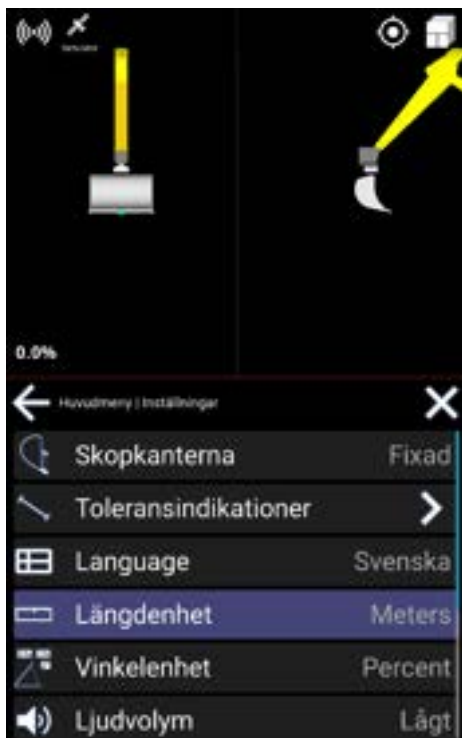 0.0%
Huvudmeny | Inställningar
Skopkanterna Fixad
Toleransindikationer
Language Svenska
Längdenhet Meters
Vinkelenhet Percent
Ljudvolym Lågt